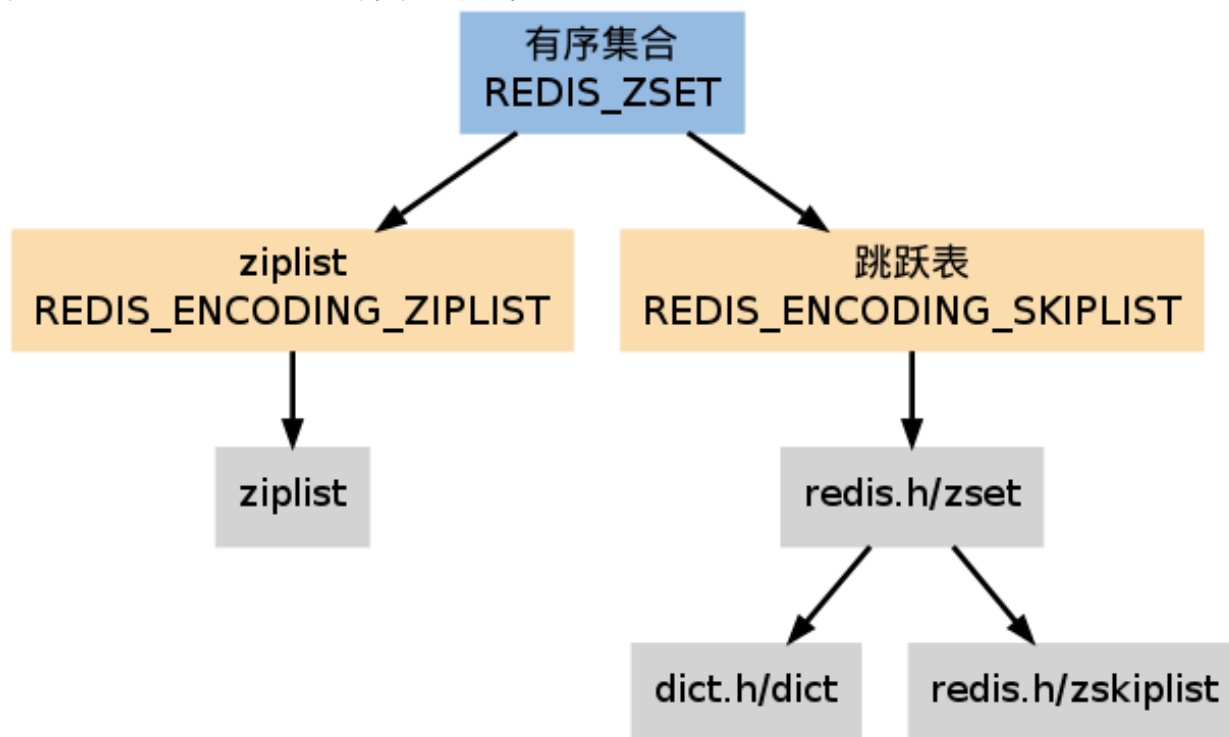 有序集合
REDIS_ZSET
ziplist
REDIS_ENCODING_ZIPLIST
跳跃表
REDIS_ENCODING_SKIPLIST
ziplist
redis.h/zset
dict.h/dict
redis.h/zskiplist